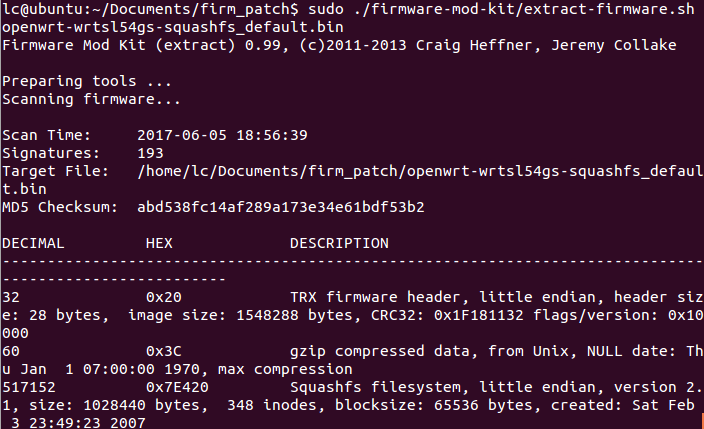 lc@ubuntu:~/Documents/firm_patch$ sudo ./firmware-mod-kit/extract-firmware.sh
openwrt-wrtsl54gs-squashfs_default.bin
Firmware Mod Kit (extract) 0.99, (c)2011-2013 Craig Heffner, Jeremy Collake

Preparing tools ...
Scanning firmware...

Scan Time:     2017-06-05 18:56:39
Signatures:    193
Target File:   /home/lc/Documents/firm_patch/openwrt-wrtsl54gs-squashfs_defaul
t.bin
MD5 Checksum:  abd538fc14af289a173e34e61bdf53b2

DECIMAL         HEX             DESCRIPTION
------------------------------------------------------------------------------
-------------------------
32              0x20            TRX firmware header, little endian, header siz
e: 28 bytes,  image size: 1548288 bytes, CRC32: 0x1F181132 flags/version: 0x10
000
60              0x3C            gzip compressed data, from Unix, NULL date: Th
u Jan  1 07:00:00 1970, max compression
517152          0x7E420         Squashfs filesystem, little endian, version 2.
1, size: 1028440 bytes,  348 inodes, blocksize: 65536 bytes, created: Sat Feb
 3 23:49:23 2007